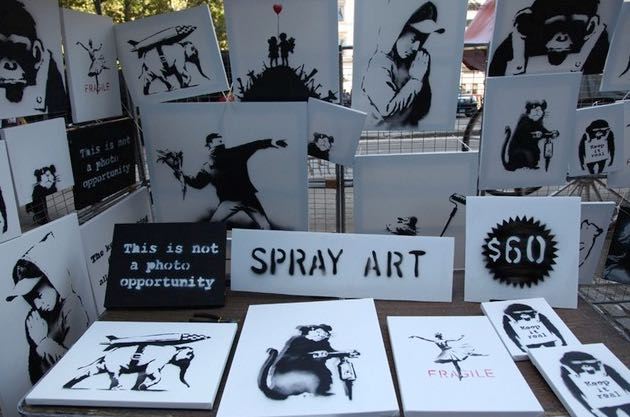 FRAGILE
This is not
a photo
opportunity
Keep it
real
This is not
a photo
opportunity
SPRAY ART
$60
Keep it
real
FRAGILE
Keep it
real